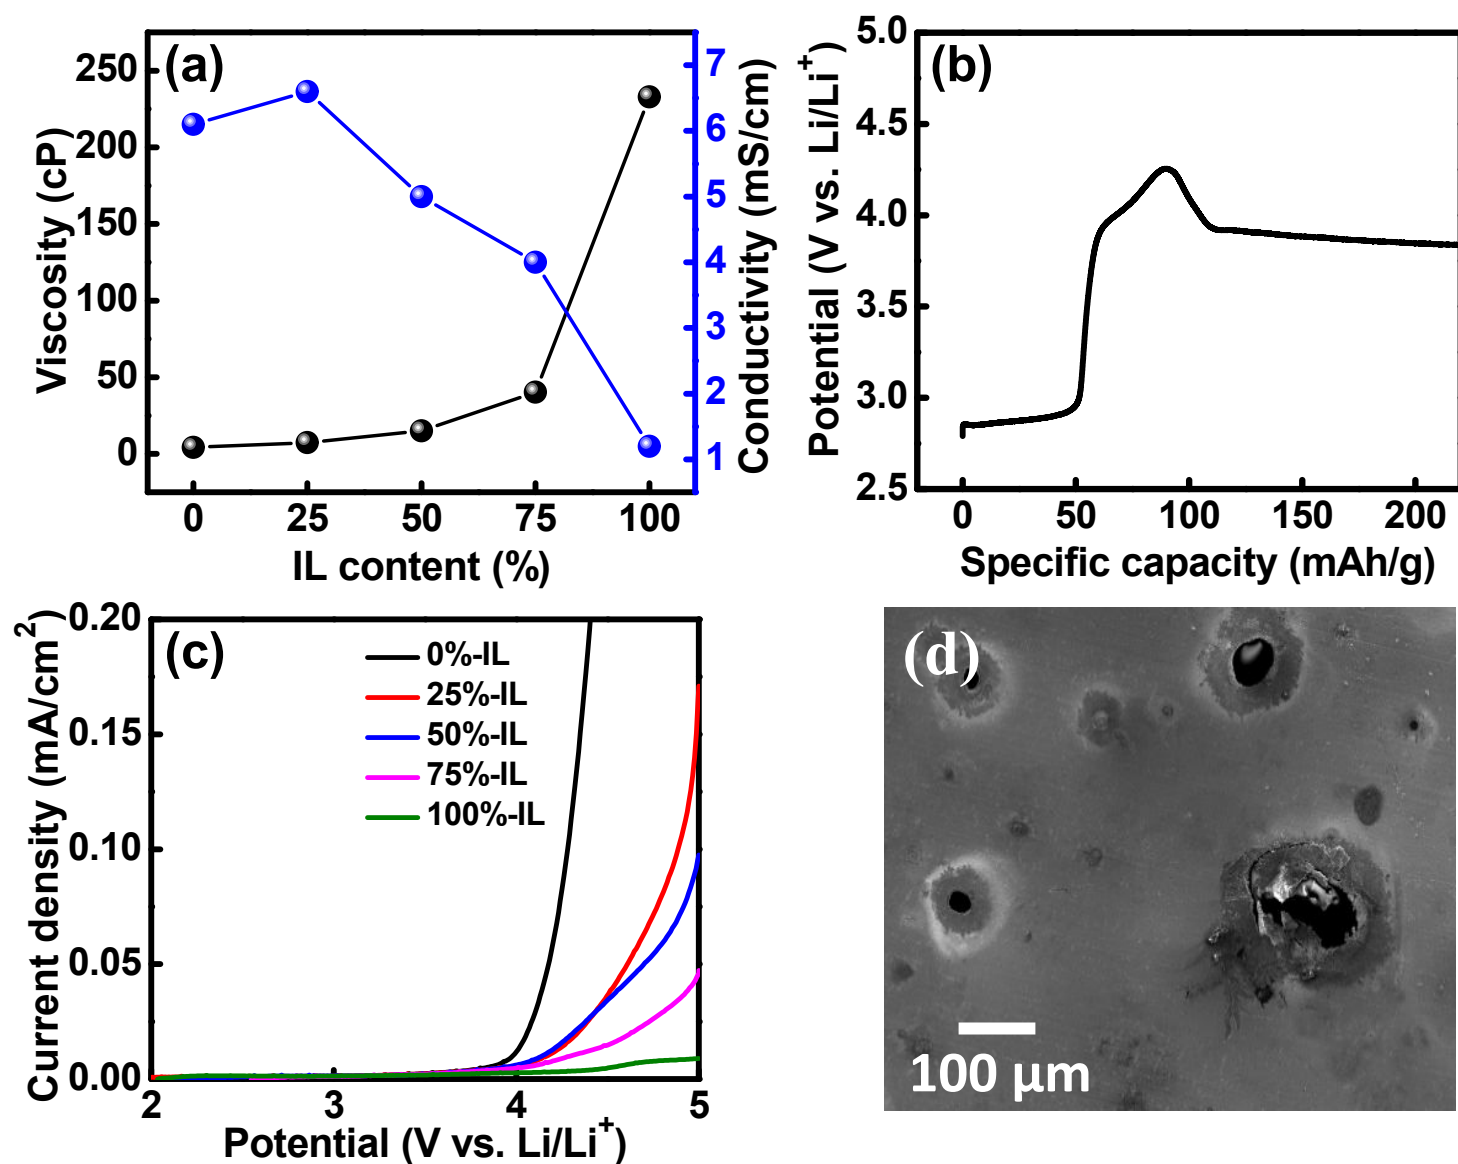 (a)
250
200
150
100
50
0
Viscosity (cP)
7
6
5
4
3
2
1
Conductivity (mS/cm)
0 25 50 75 100
IL content (%)
(b)
5.0
4.5
4.0
3.5
3.0
2.5
Potential (V vs. Li/Li⁺)
0 50 100 150 200
Specific capacity (mAh/g)
(c)
0.20
0.15
0.10
0.05
0.00
Current density (mA/cm²)
0%-IL
25%-IL
50%-IL
75%-IL
100%-IL
2 3 4 5
Potential (V vs. Li/Li⁺)
(d)
100 µm